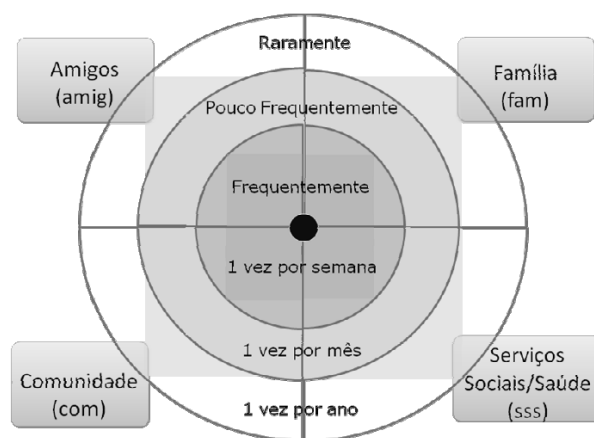 Raramente
Amigos
(amig)
Família
(fam)
Pouco Frequentemente
Frequentemente
1 vez por semana
1 vez por mês
Comunidade
(com)
Serviços
Sociais/Saúde
(sss)
1 vez por ano